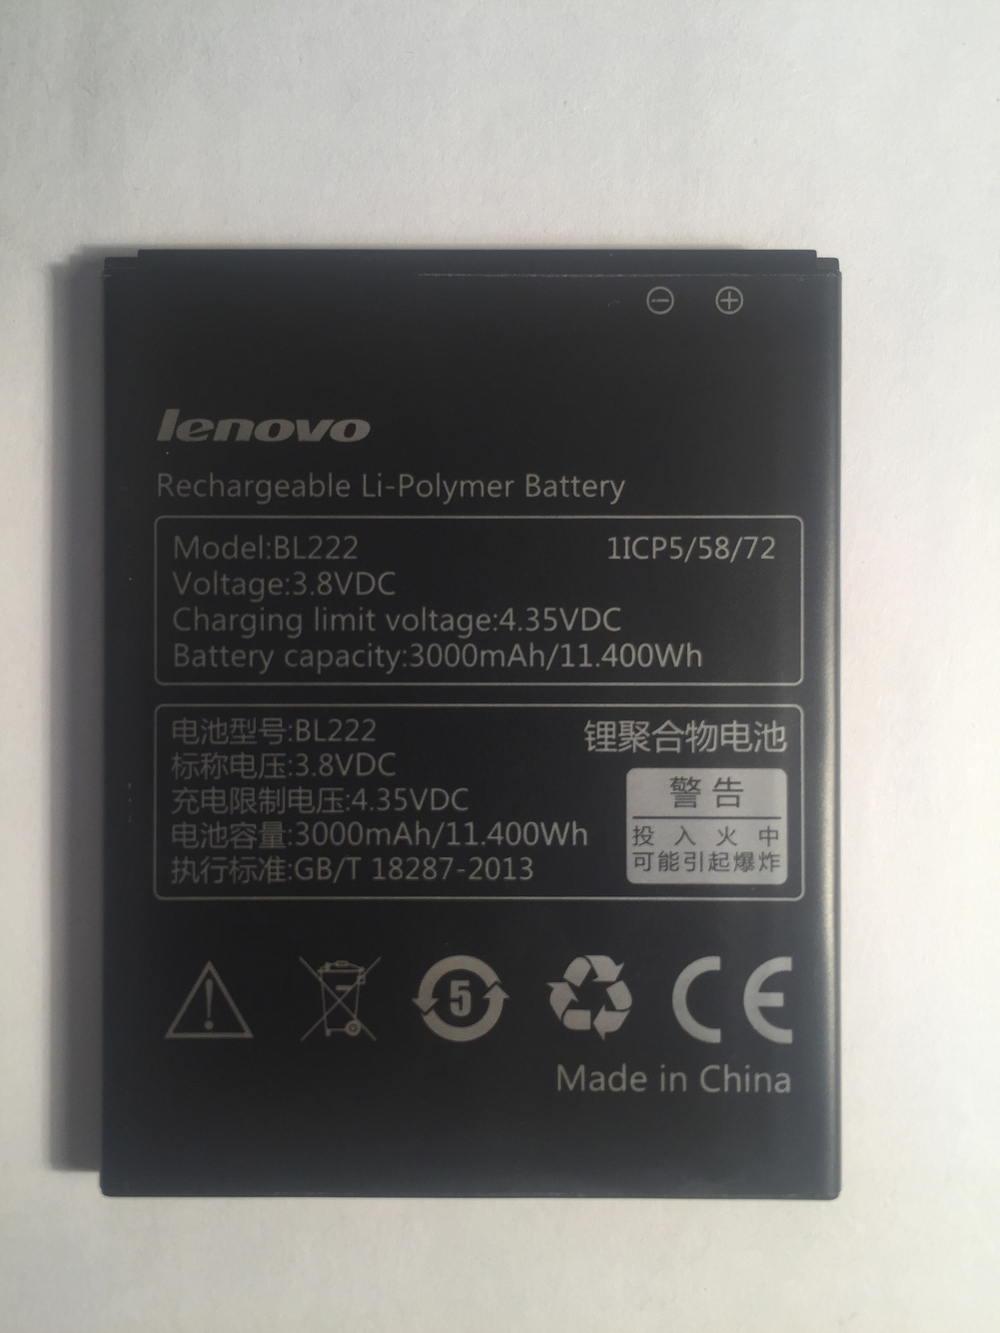 lenovo
Rechargeable Li-Polymer Battery
Model:BL222 1ICP5/58/72
Voltage:3.8VDC
Charging limit voltage:4.35VDC
Battery capacity:3000mAh/11.400Wh
电池型号:BL222 锂聚合物电池
标称电压:3.8VDC
充电限制电压:4.35VDC
电池容量:3000mAh/11.400Wh
执行标准:GB/T 18287-2013
警告
投入火中
可能引起爆炸
5
CE
Made in China